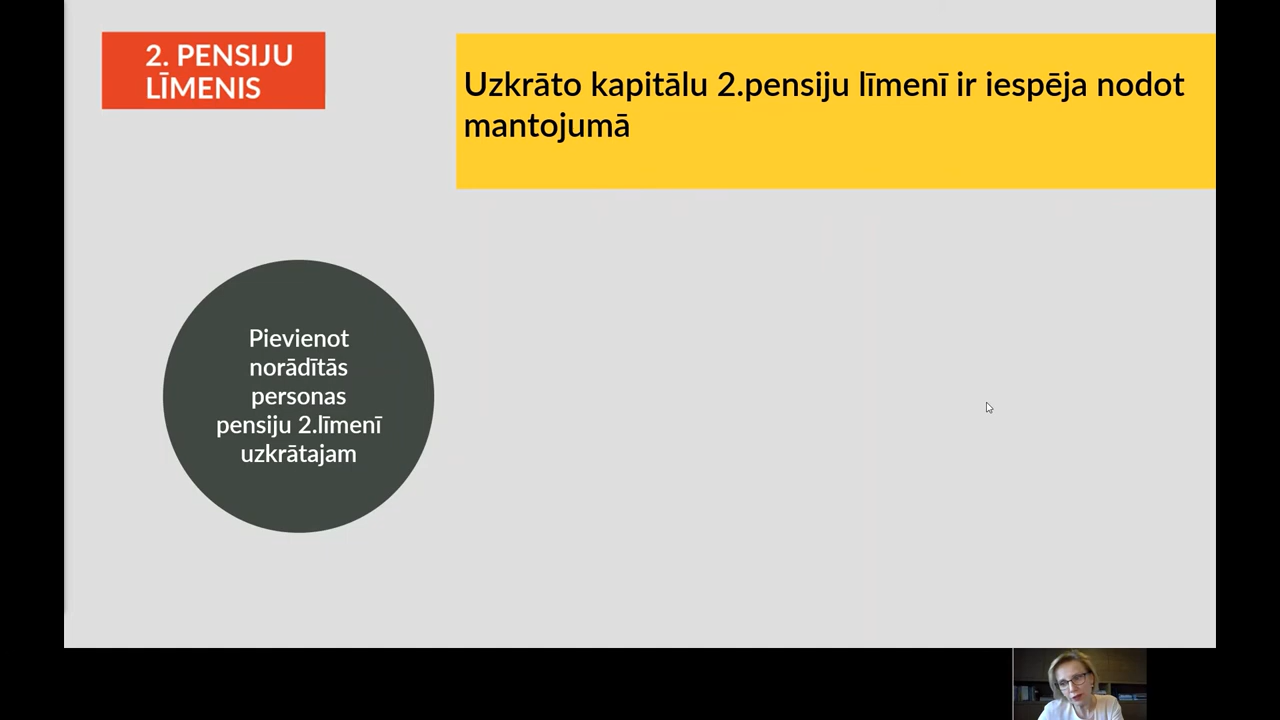 2. PENSIJU
LĪMENIS
Uzkrāto kapitālu 2.pensiju līmenī ir iespēja nodot
mantojumā
Pievienot
norādītās
personas
pensiju 2.līmenī
uzkrātajam